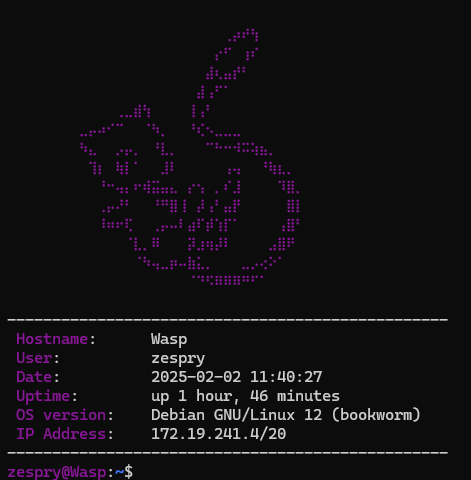 Hostname: Wasp
User: zespry
Date: 2025-02-02 11:40:27
Uptime: up 1 hour, 46 minutes
OS version: Debian GNU/Linux 12 (bookworm)
IP Address: 172.19.241.4/20
zespry@Wasp:~$